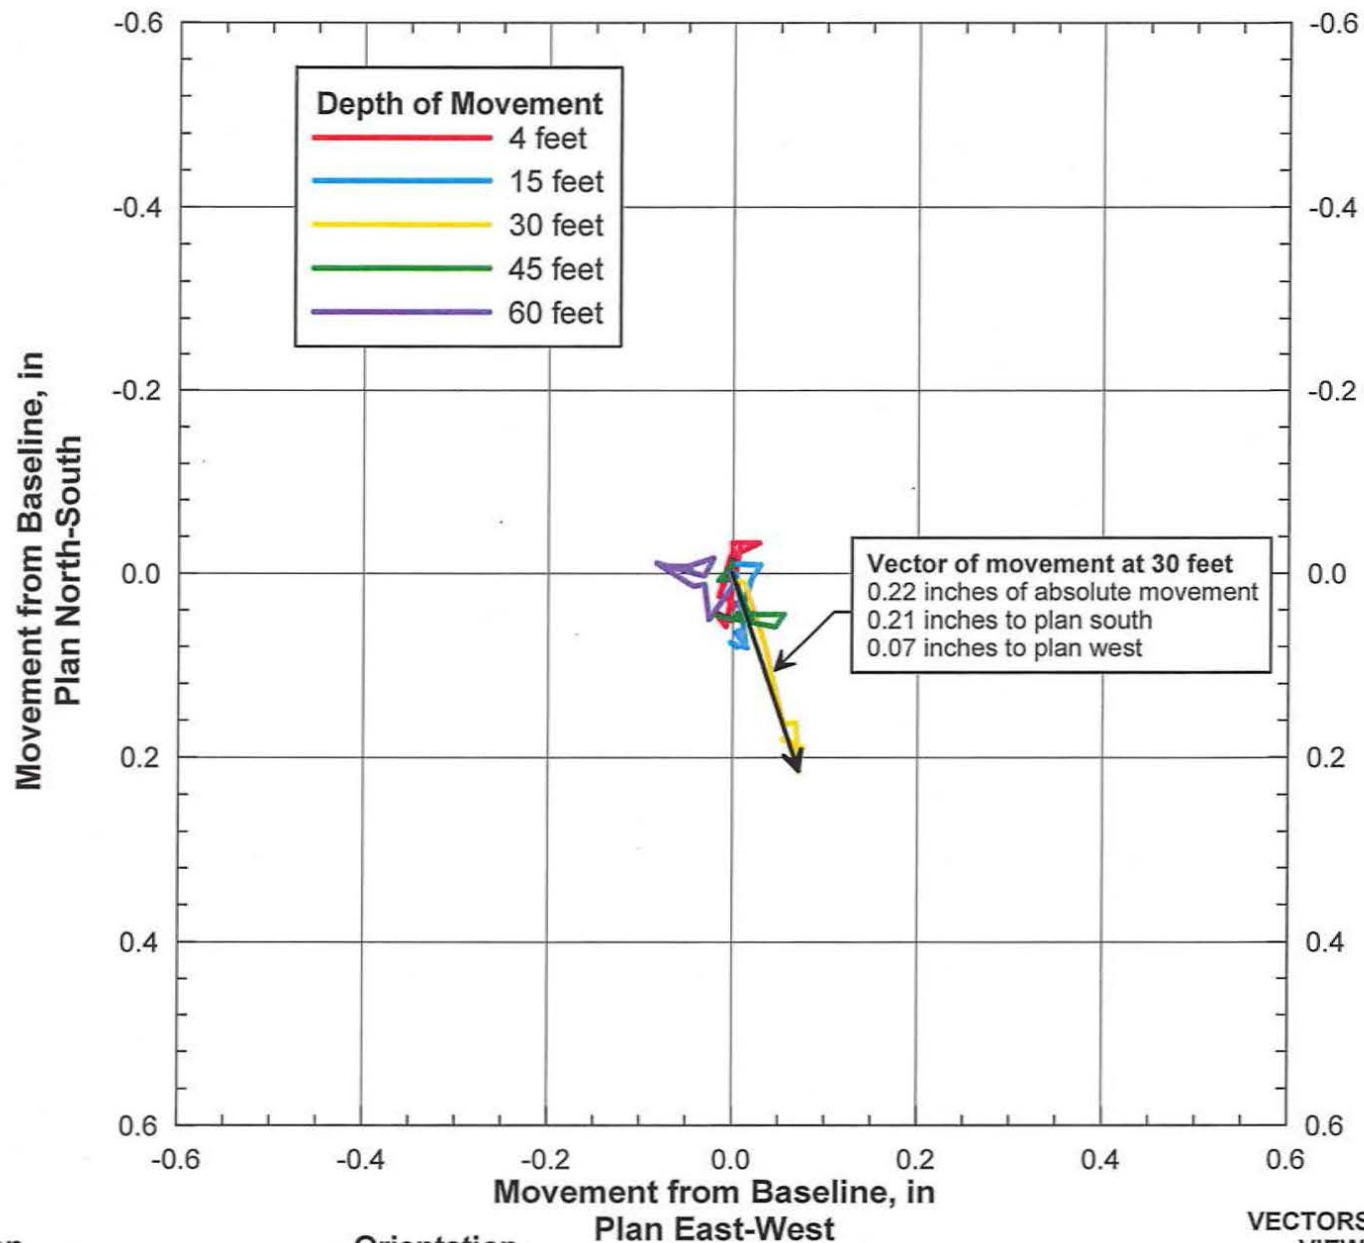 -0.6
-0.6
Depth of Movement
4 feet
15 feet
30 feet
45 feet
60 feet
-0.4
-0.4
-0.2
-0.2
Movement from Baseline, in
Plan North-South
0.0
0.0
Vector of movement at 30 feet
0.22 inches of absolute movement
0.21 inches to plan south
0.07 inches to plan west
0.2
0.2
0.4
0.4
0.6
0.6
-0.6 -0.4 -0.2 0.0 0.2 0.4 0.6
Movement from Baseline, in
Plan East-West
VECTORS
Orientation